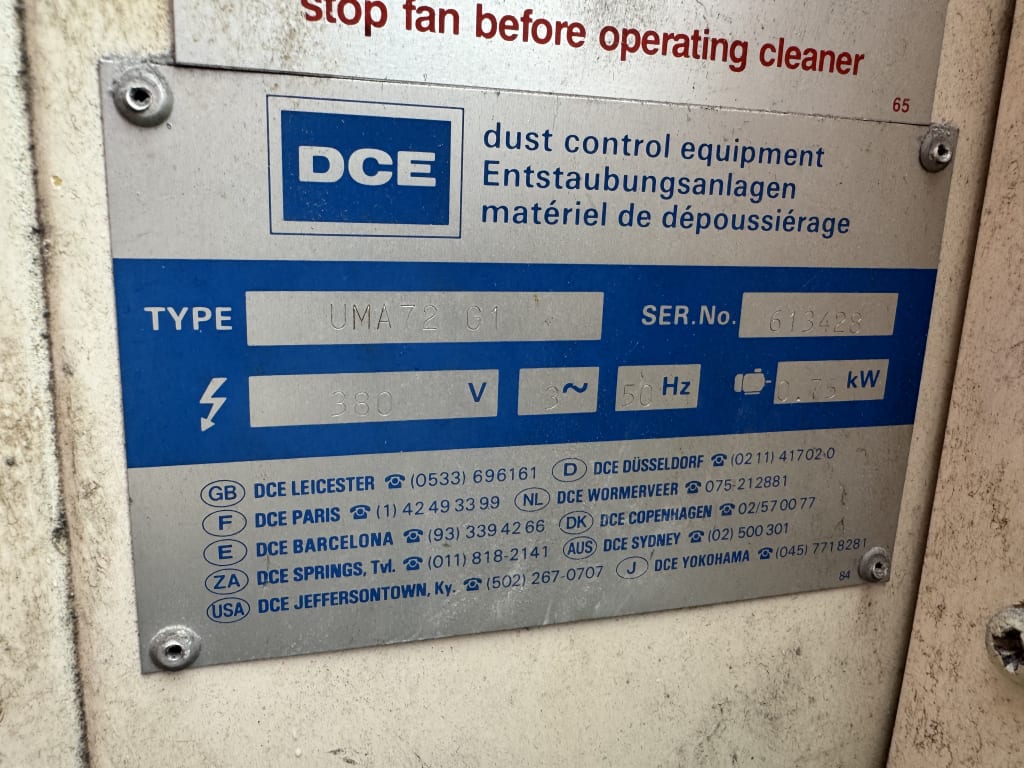 stop fan before operating cleaner
65
DCE
dust control equipment
Entstaubungsanlagen
matériel de dépoussiérage
TYPE UMA72 G1 SER.No. 613428
380 V 3~ 50 Hz 0.75 kW
GB DCE LEICESTER ☎ (0533) 696161 D DCE DÜSSELDORF ☎ (0211) 41702-0
F DCE PARIS ☎ (1) 42 49 33 99 NL DCE WORMERVEER ☎ 075-212881
E DCE BARCELONA ☎ (93) 339 42 66 DK DCE COPENHAGEN ☎ 02/57 00 77
ZA DCE SPRINGS, Tvl. ☎ (011) 818-2141 AUS DCE SYDNEY ☎ (02) 500 301
USA DCE JEFFERSONTOWN, Ky. ☎ (502) 267-0707 J DCE YOKOHAMA ☎ (045) 771 8281
84